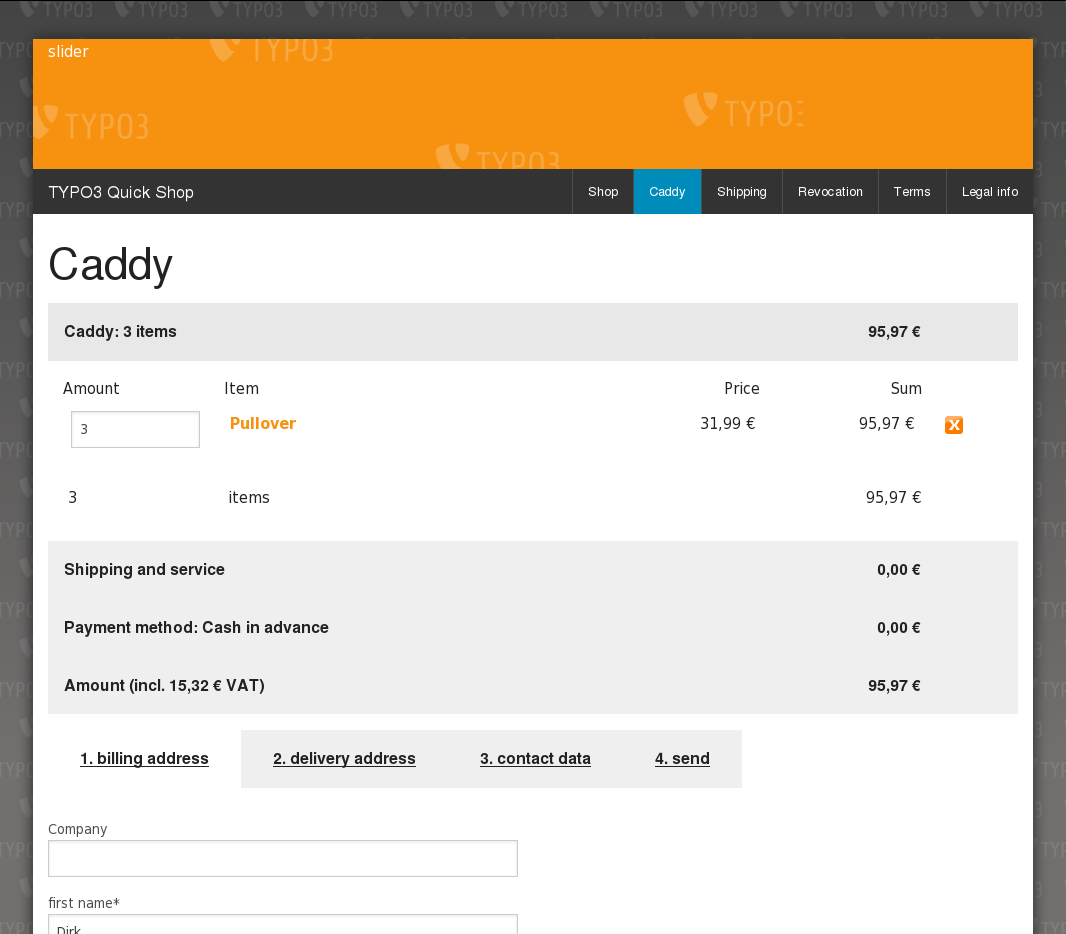 slider
TYPO3
TYPO3
TYPO3
TYPO3
TYPO3 Quick Shop Shop Caddy Shipping Revocation Terms Legal info
Caddy
Caddy: 3 items 95,97 €
Amount Item Price Sum
3 Pullover 31,99 € 95,97 € X
3 items 95,97 €
Shipping and service 0,00 €
Payment method: Cash in advance 0,00 €
Amount (incl. 15,32 € VAT) 95,97 €
1. billing address 2. delivery address 3. contact data 4. send
Company
first name*
Dirk